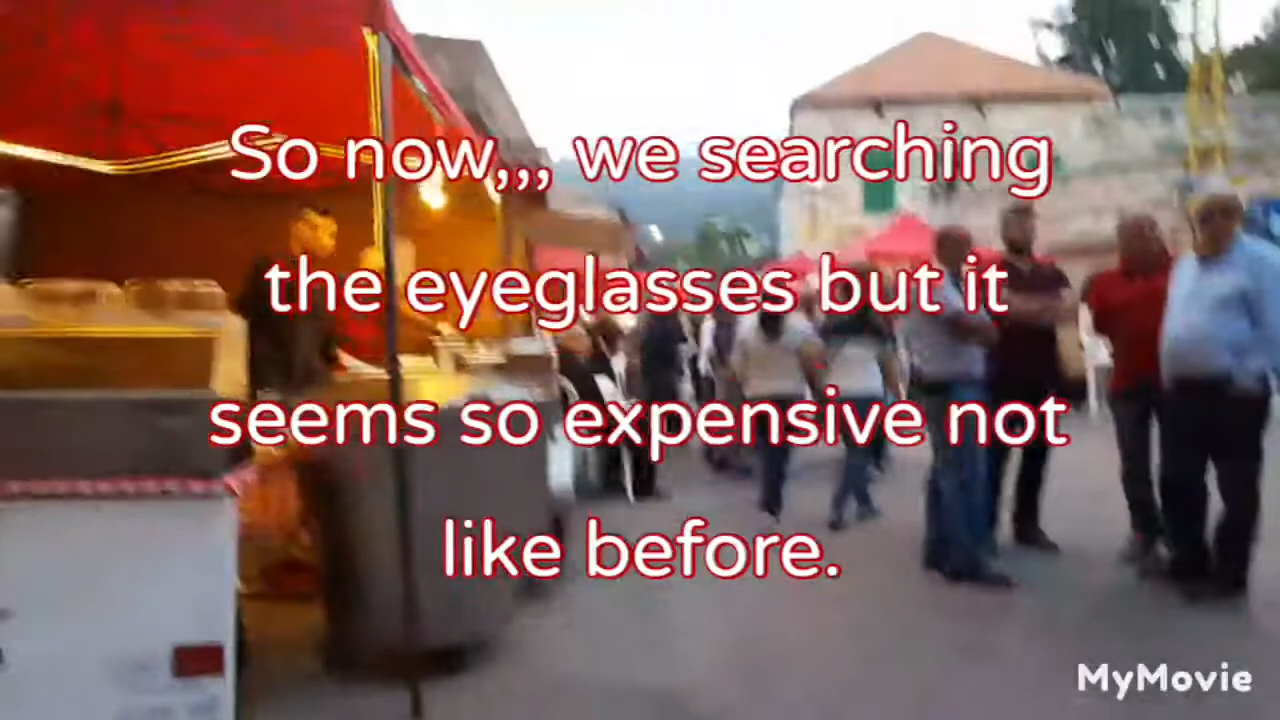 So now,,, we searching
the eyeglasses but it
seems so expensive not
like before.
MyMovie